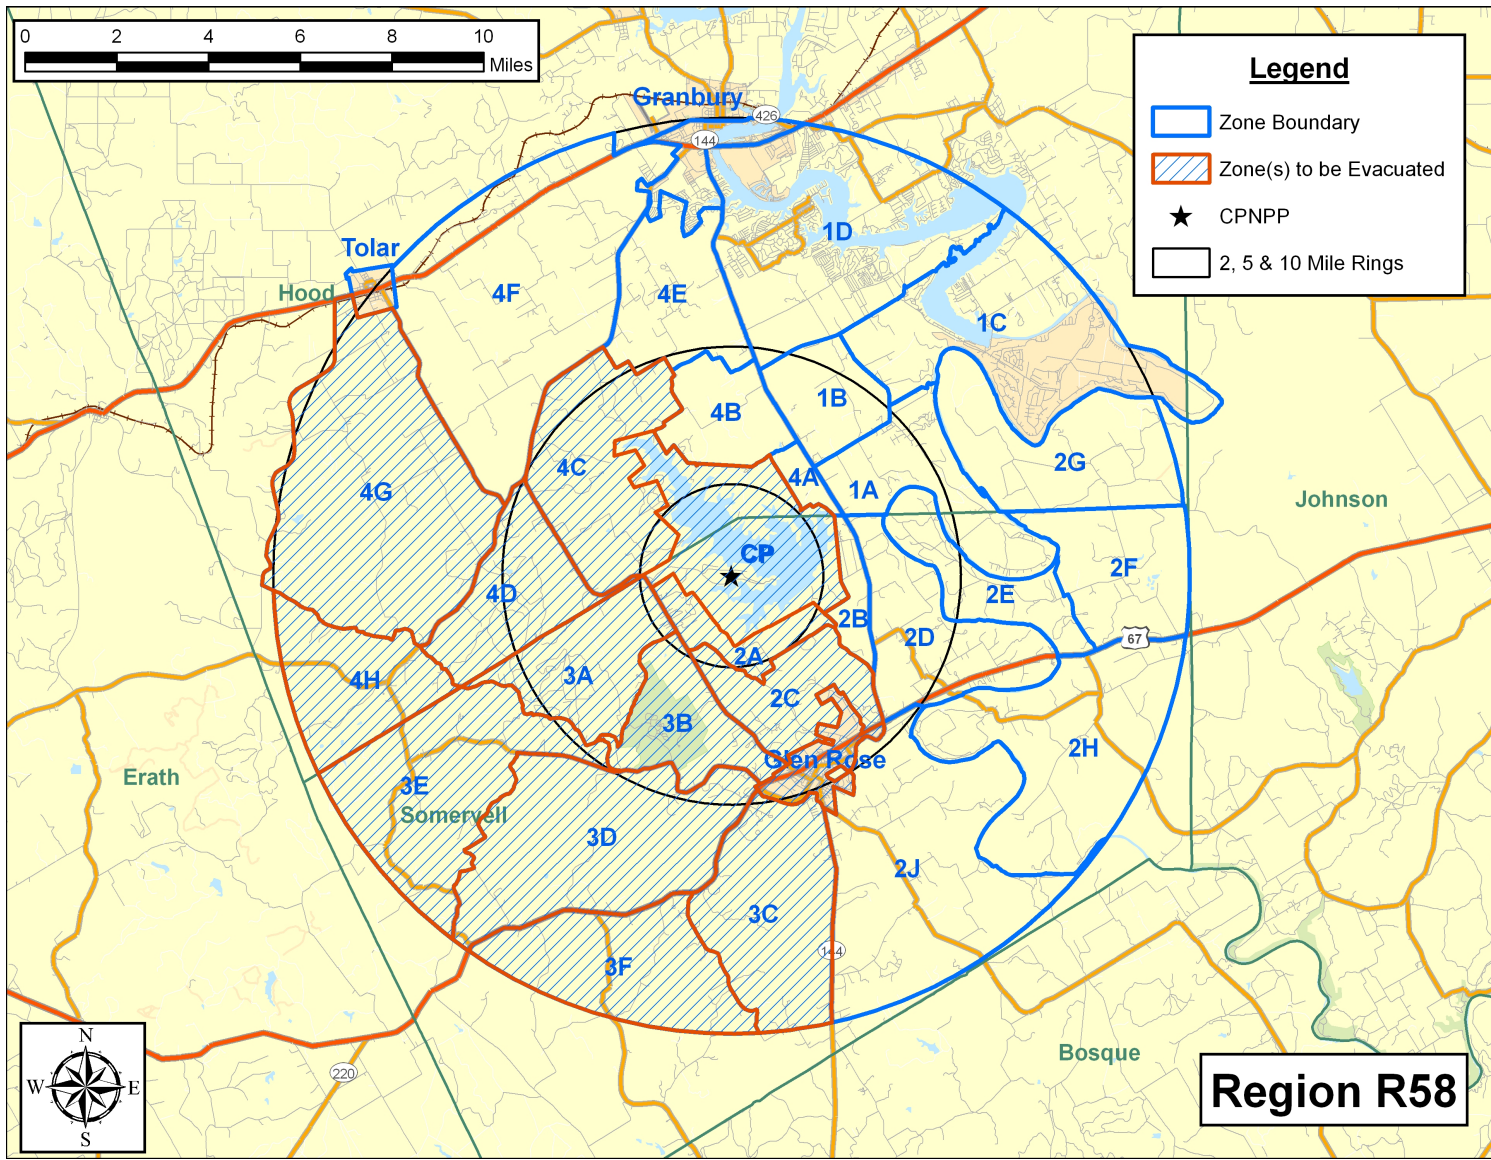 0 2 4 6 8 10
Miles
Legend
Zone Boundary
Zone(s) to be Evacuated
CPNPP
2, 5 & 10 Mile Rings
Granbury
426
144
1D
Tolar
Hood
4F
4E
1C
4B
1B
4C
4A
1A
2G
4G
Johnson
CP
4D
2B
2E
2F
2D
67
2A
3A
4H
2C
3B
2H
Glen Rose
Erath
3E
Somervell
3D
2J
3C
144
3F
N
W E
S
220
Bosque
Region R58